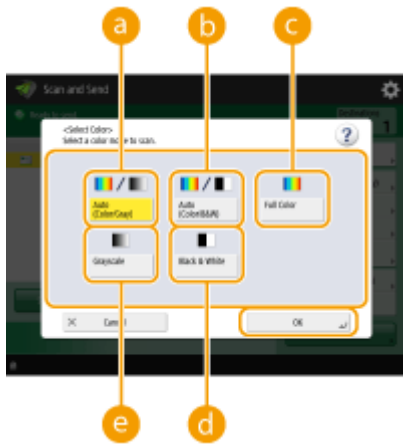 a
b
c
Scan and Send
<Select Color>
Select a color mode to scan.
?
1
Auto
(Color/Gray)
Auto
(Color/B&W)
Full Color
Grayscale
Black & White
Cancel
OK
e
d